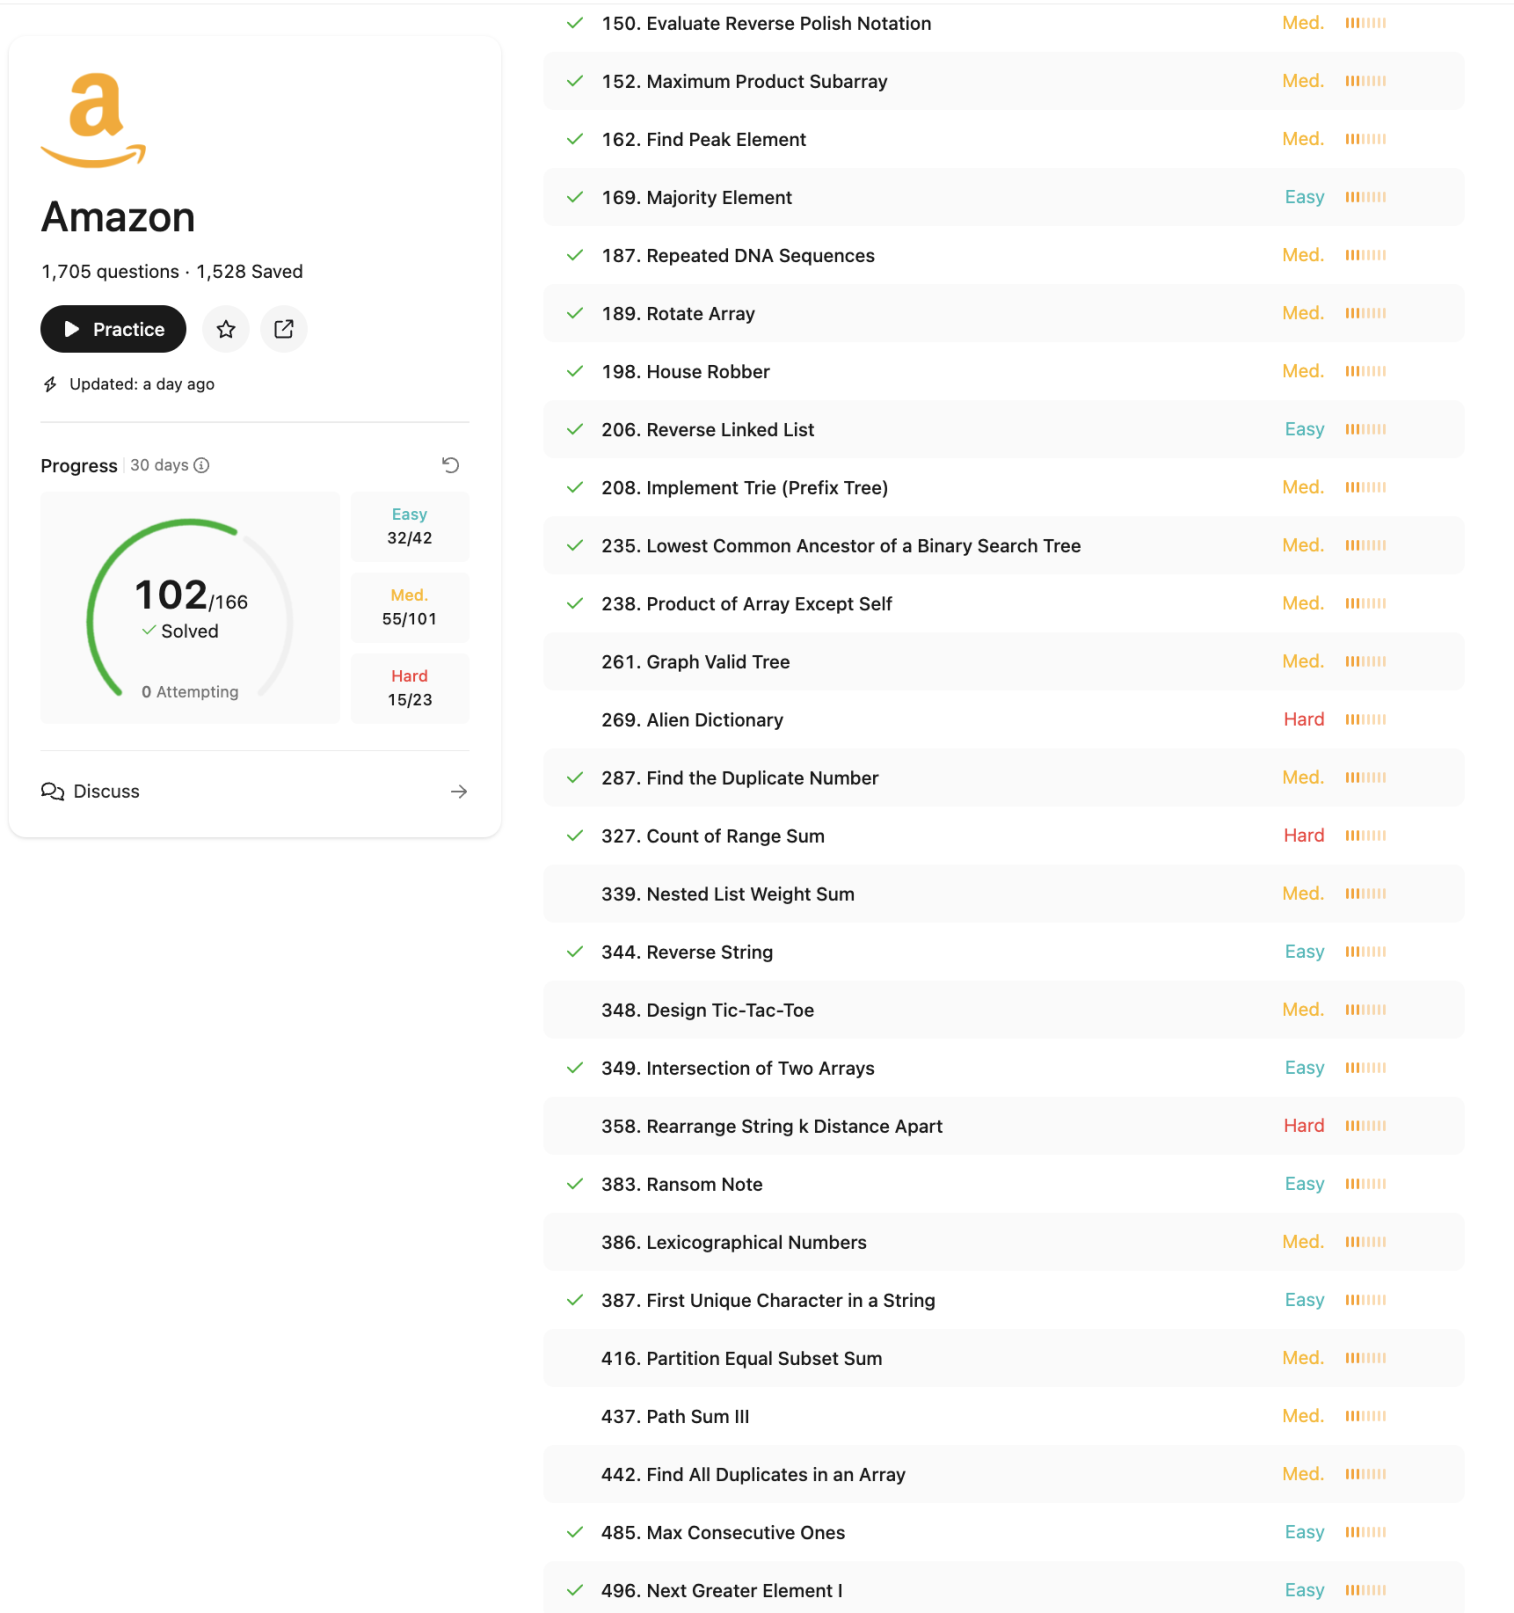 Amazon
1,705 questions · 1,528 Saved
Practice
Updated: a day ago
Progress 30 days
102/166
Solved
0 Attempting
Easy
32/42
Med.
55/101
Hard
15/23
Discuss
150. Evaluate Reverse Polish Notation Med.
152. Maximum Product Subarray Med.
162. Find Peak Element Med.
169. Majority Element Easy
187. Repeated DNA Sequences Med.
189. Rotate Array Med.
198. House Robber Med.
206. Reverse Linked List Easy
208. Implement Trie (Prefix Tree) Med.
235. Lowest Common Ancestor of a Binary Search Tree Med.
238. Product of Array Except Self Med.
261. Graph Valid Tree Med.
269. Alien Dictionary Hard
287. Find the Duplicate Number Med.
327. Count of Range Sum Hard
339. Nested List Weight Sum Med.
344. Reverse String Easy
348. Design Tic-Tac-Toe Med.
349. Intersection of Two Arrays Easy
358. Rearrange String k Distance Apart Hard
383. Ransom Note Easy
386. Lexicographical Numbers Med.
387. First Unique Character in a String Easy
416. Partition Equal Subset Sum Med.
437. Path Sum III Med.
442. Find All Duplicates in an Array Med.
485. Max Consecutive Ones Easy
496. Next Greater Element I Easy